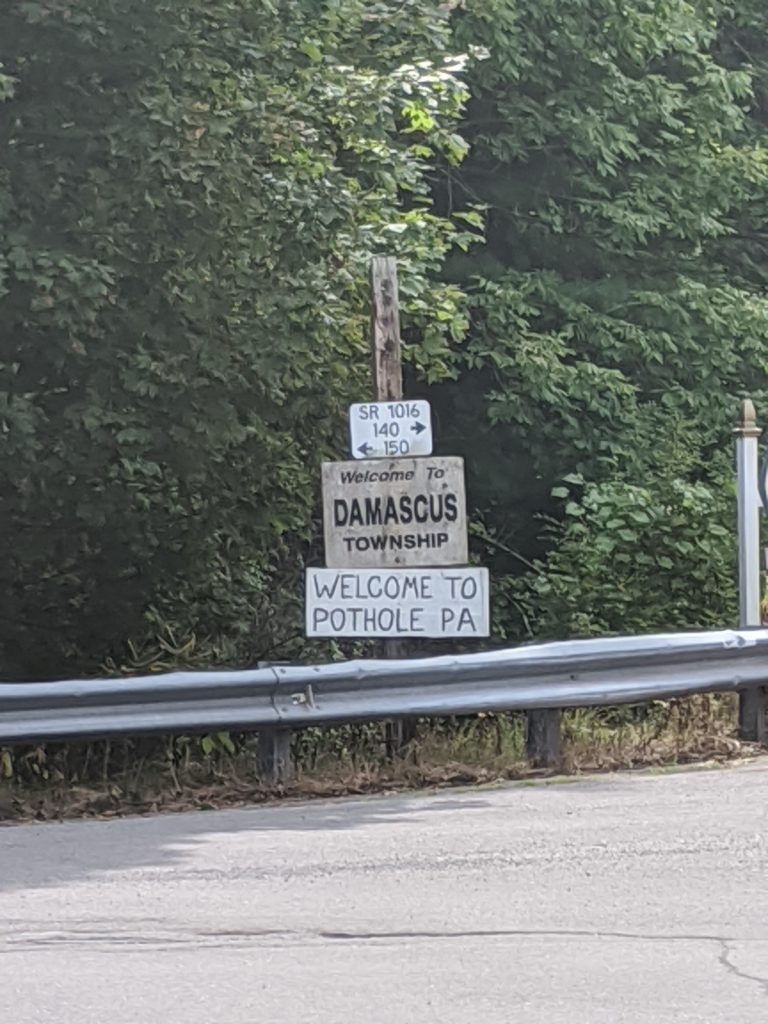 SR 1016
140 →
← 150
Welcome To
DAMASCUS
TOWNSHIP
WELCOME TO
POTHOLE PA